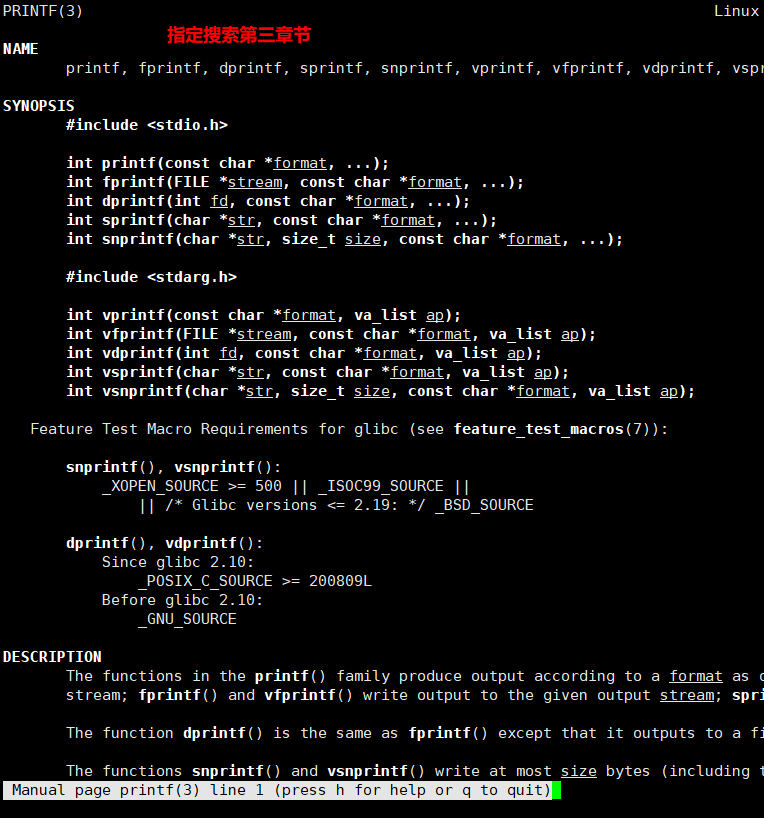 PRINTF(3) Linux
指定搜索第三章节
NAME
printf, fprintf, dprintf, sprintf, snprintf, vprintf, vfprintf, vdprintf, vspr
SYNOPSIS
#include <stdio.h>
int printf(const char *format, ...);
int fprintf(FILE *stream, const char *format, ...);
int dprintf(int fd, const char *format, ...);
int sprintf(char *str, const char *format, ...);
int snprintf(char *str, size_t size, const char *format, ...);
#include <stdarg.h>
int vprintf(const char *format, va_list ap);
int vfprintf(FILE *stream, const char *format, va_list ap);
int vdprintf(int fd, const char *format, va_list ap);
int vsprintf(char *str, const char *format, va_list ap);
int vsnprintf(char *str, size_t size, const char *format, va_list ap);
Feature Test Macro Requirements for glibc (see feature_test_macros(7)):
snprintf(), vsnprintf():
_XOPEN_SOURCE >= 500 || _ISOC99_SOURCE ||
|| /* Glibc versions <= 2.19: */ _BSD_SOURCE
dprintf(), vdprintf():
Since glibc 2.10:
_POSIX_C_SOURCE >= 200809L
Before glibc 2.10:
_GNU_SOURCE
DESCRIPTION
The functions in the printf() family produce output according to a format as
stream; fprintf() and vfprintf() write output to the given output stream; spri
The function dprintf() is the same as fprintf() except that it outputs to a fi
The functions snprintf() and vsnprintf() write at most size bytes (including
Manual page printf(3) line 1 (press h for help or q to quit)